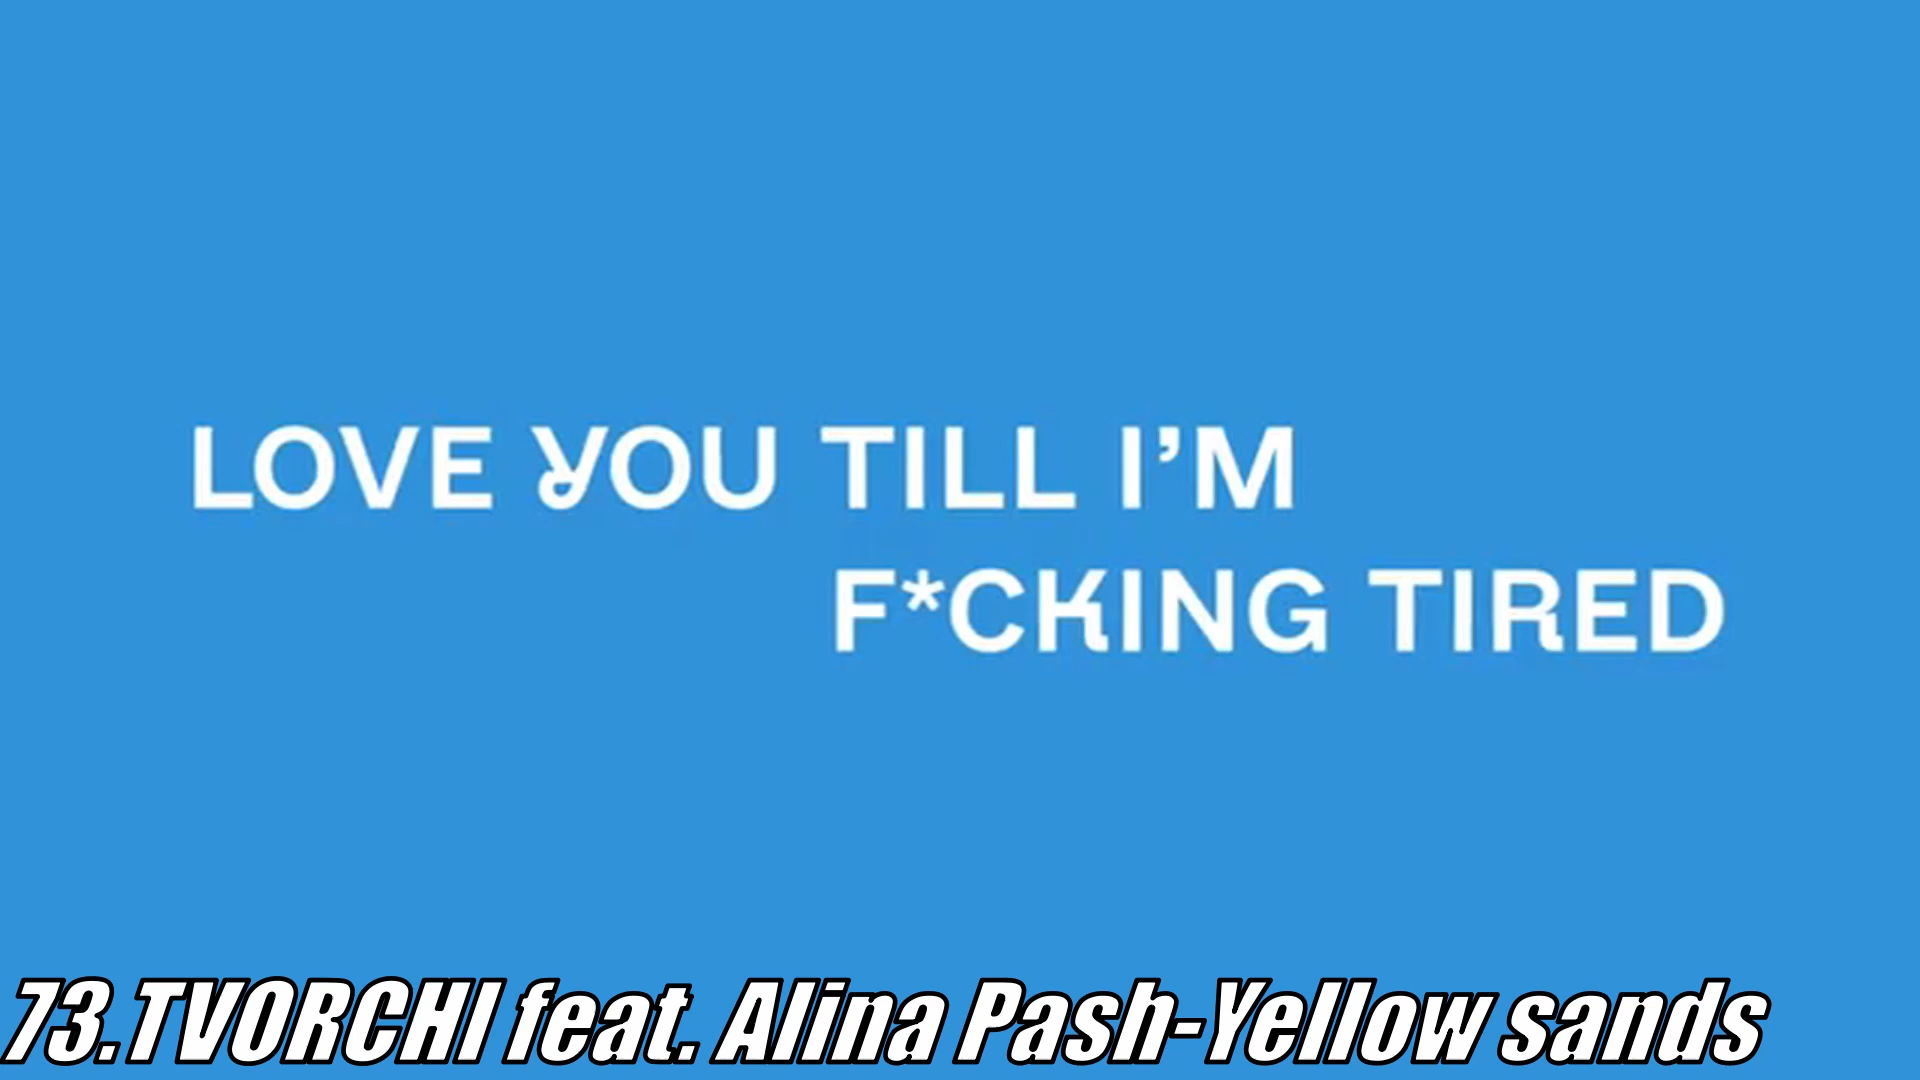 LOVE YOU TILL I’M
F*CKING TIRED
73.TVORCHI feat. Alina Pash-Yellow sands